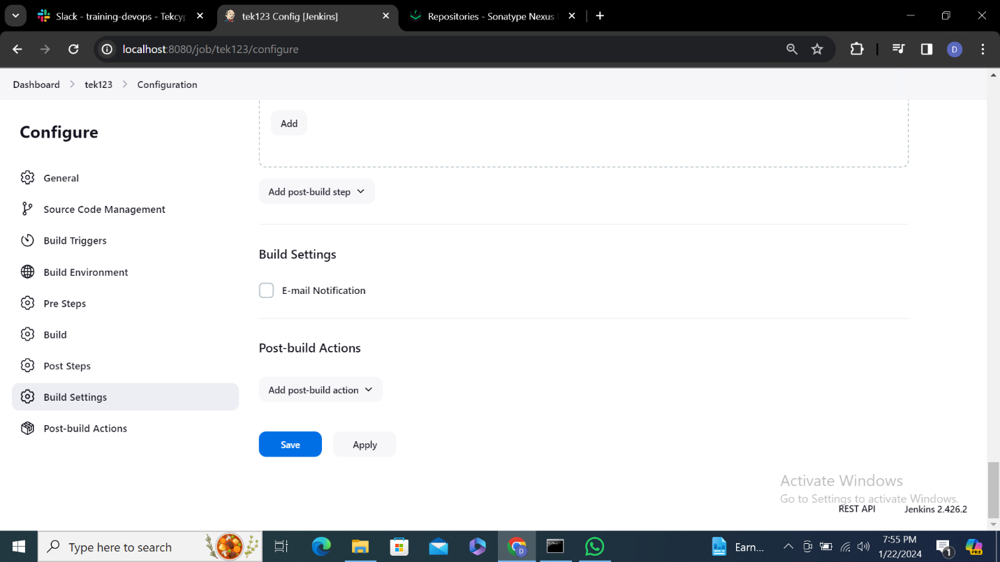 Slack - training-devops - Tekcyp
tek123 Config [Jenkins]
Repositories - Sonatype Nexus
localhost:8080/job/tek123/configure
D
Dashboard
tek123
Configuration
Configure
General
Source Code Management
Build Triggers
Build Environment
Pre Steps
Build
Post Steps
Build Settings
Post-build Actions
Add
Add post-build step
Build Settings
E-mail Notification
Post-build Actions
Add post-build action
Save
Apply
Activate Windows
Go to Settings to activate Windows.
REST API
Jenkins 2.426.2
Type here to search
D
Earn...
7:55 PM
1/22/2024
1
PRE